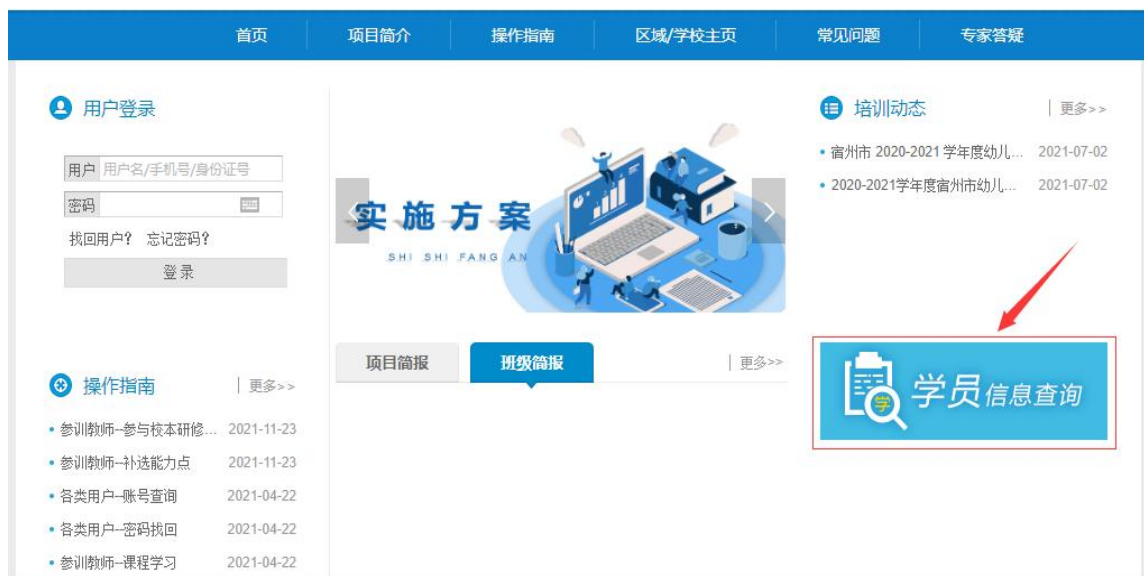 首页 项目简介 操作指南 区域/学校主页 常见问题 专家答疑
用户登录
用户 用户名/手机号/身份证号
密码
找回用户? 忘记密码?
登录
操作指南 更多>>
参训教师--参与校本研修... 2021-11-23
参训教师--补选能力点 2021-11-23
各类用户--账号查询 2021-04-22
各类用户--密码找回 2021-04-22
参训教师--课程学习 2021-04-22
实施方案
SHI SHI FANG AN
项目简报 班级简报 更多>>
培训动态 更多>>
宿州市 2020-2021 学年度幼儿... 2021-07-02
2020-2021学年度宿州市幼儿... 2021-07-02
学
学员信息查询